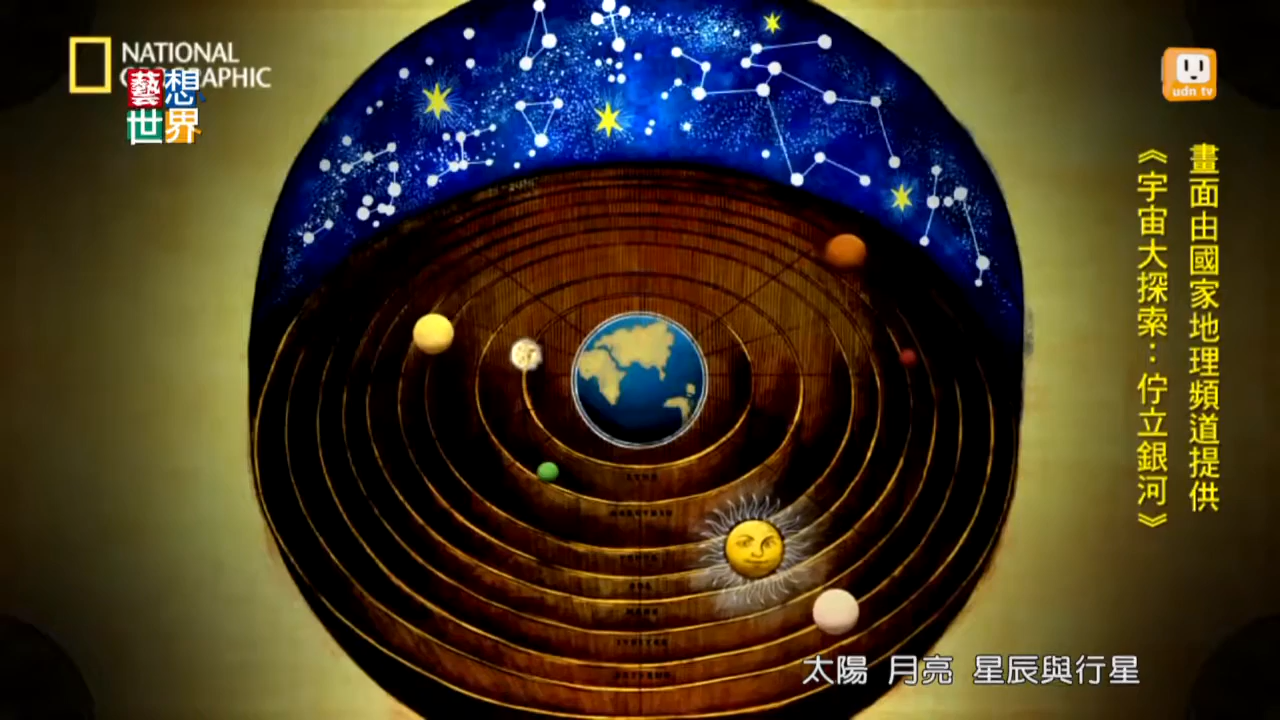 NATIONAL
GEOGRAPHIC
藝想
世界
udn tv
畫面由國家地理頻道提供
《宇宙大探索：佇立銀河》
太陽 月亮 星辰與行星